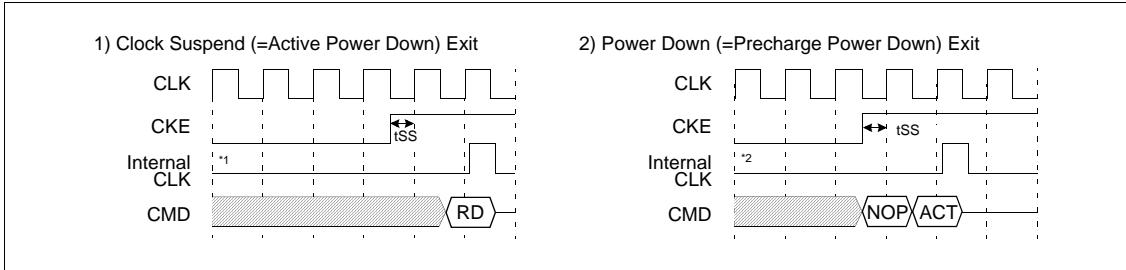 1) Clock Suspend (=Active Power Down) Exit
CLK
CKE
tSS
Internal
CLK
*1
CMD
RD
2) Power Down (=Precharge Power Down) Exit
CLK
CKE
tSS
Internal
CLK
*2
CMD
NOP
ACT